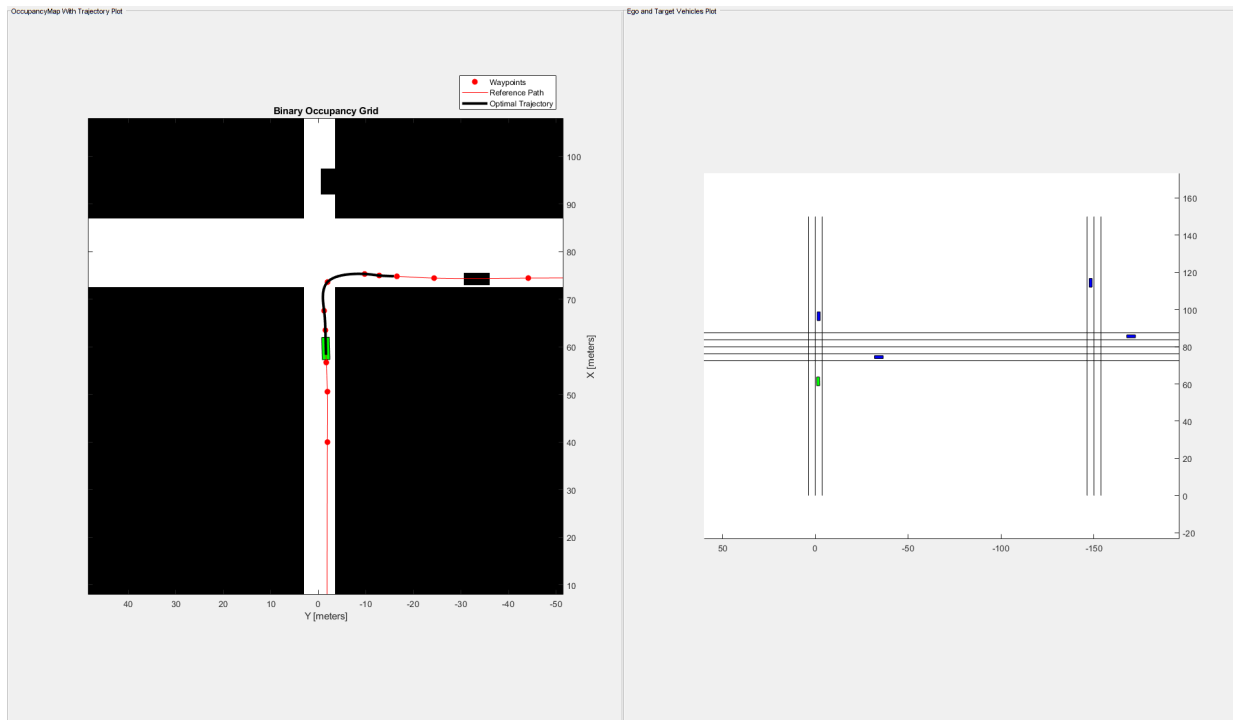 OccupancyMap With Trajectory Plot
Waypoints
Reference Path
Optimal Trajectory
Binary Occupancy Grid
100
90
80
70
60
50
40
30
20
10
X [meters]
40 30 20 10 0 -10 -20 -30 -40 -50
Y [meters]
Ego and Target Vehicles Plot
160
140
120
100
80
60
40
20
0
-20
50 0 -50 -100 -150